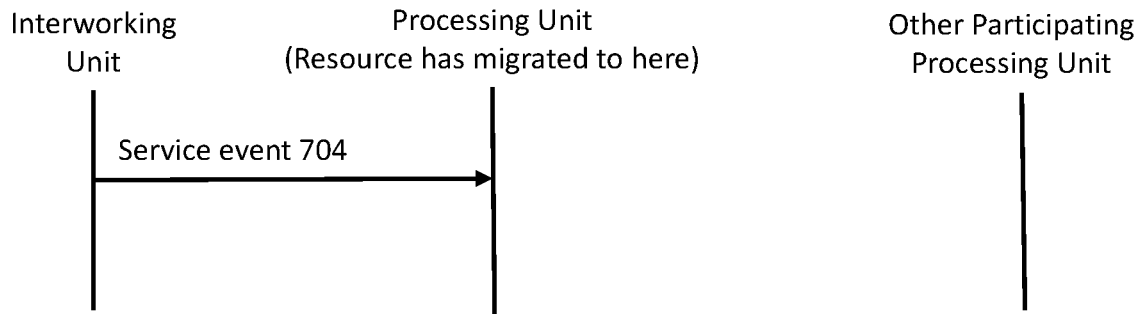 Interworking
Unit
Processing Unit
(Resource has migrated to here)
Other Participating
Processing Unit
Service event 704